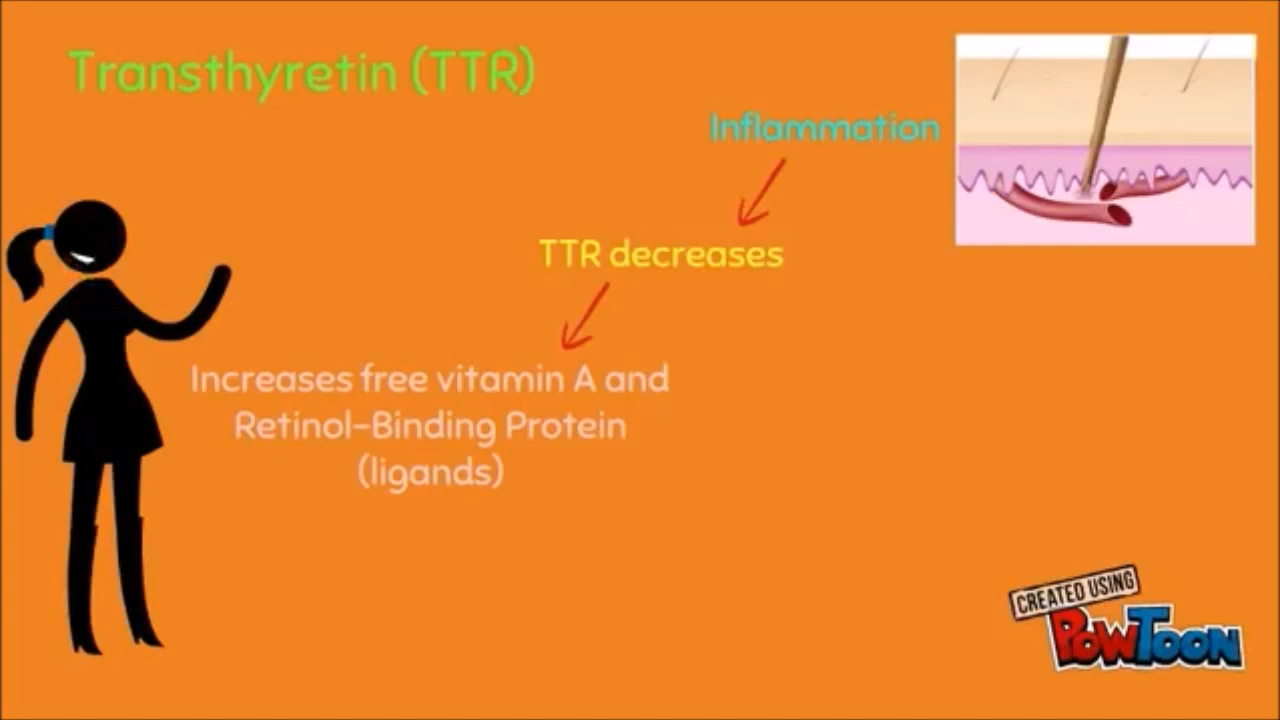 Transthyretin (TTR)
Inflammation
TTR decreases
Increases free vitamin A and
Retinol-Binding Protein
(ligands)
CREATED USING
POWTOON